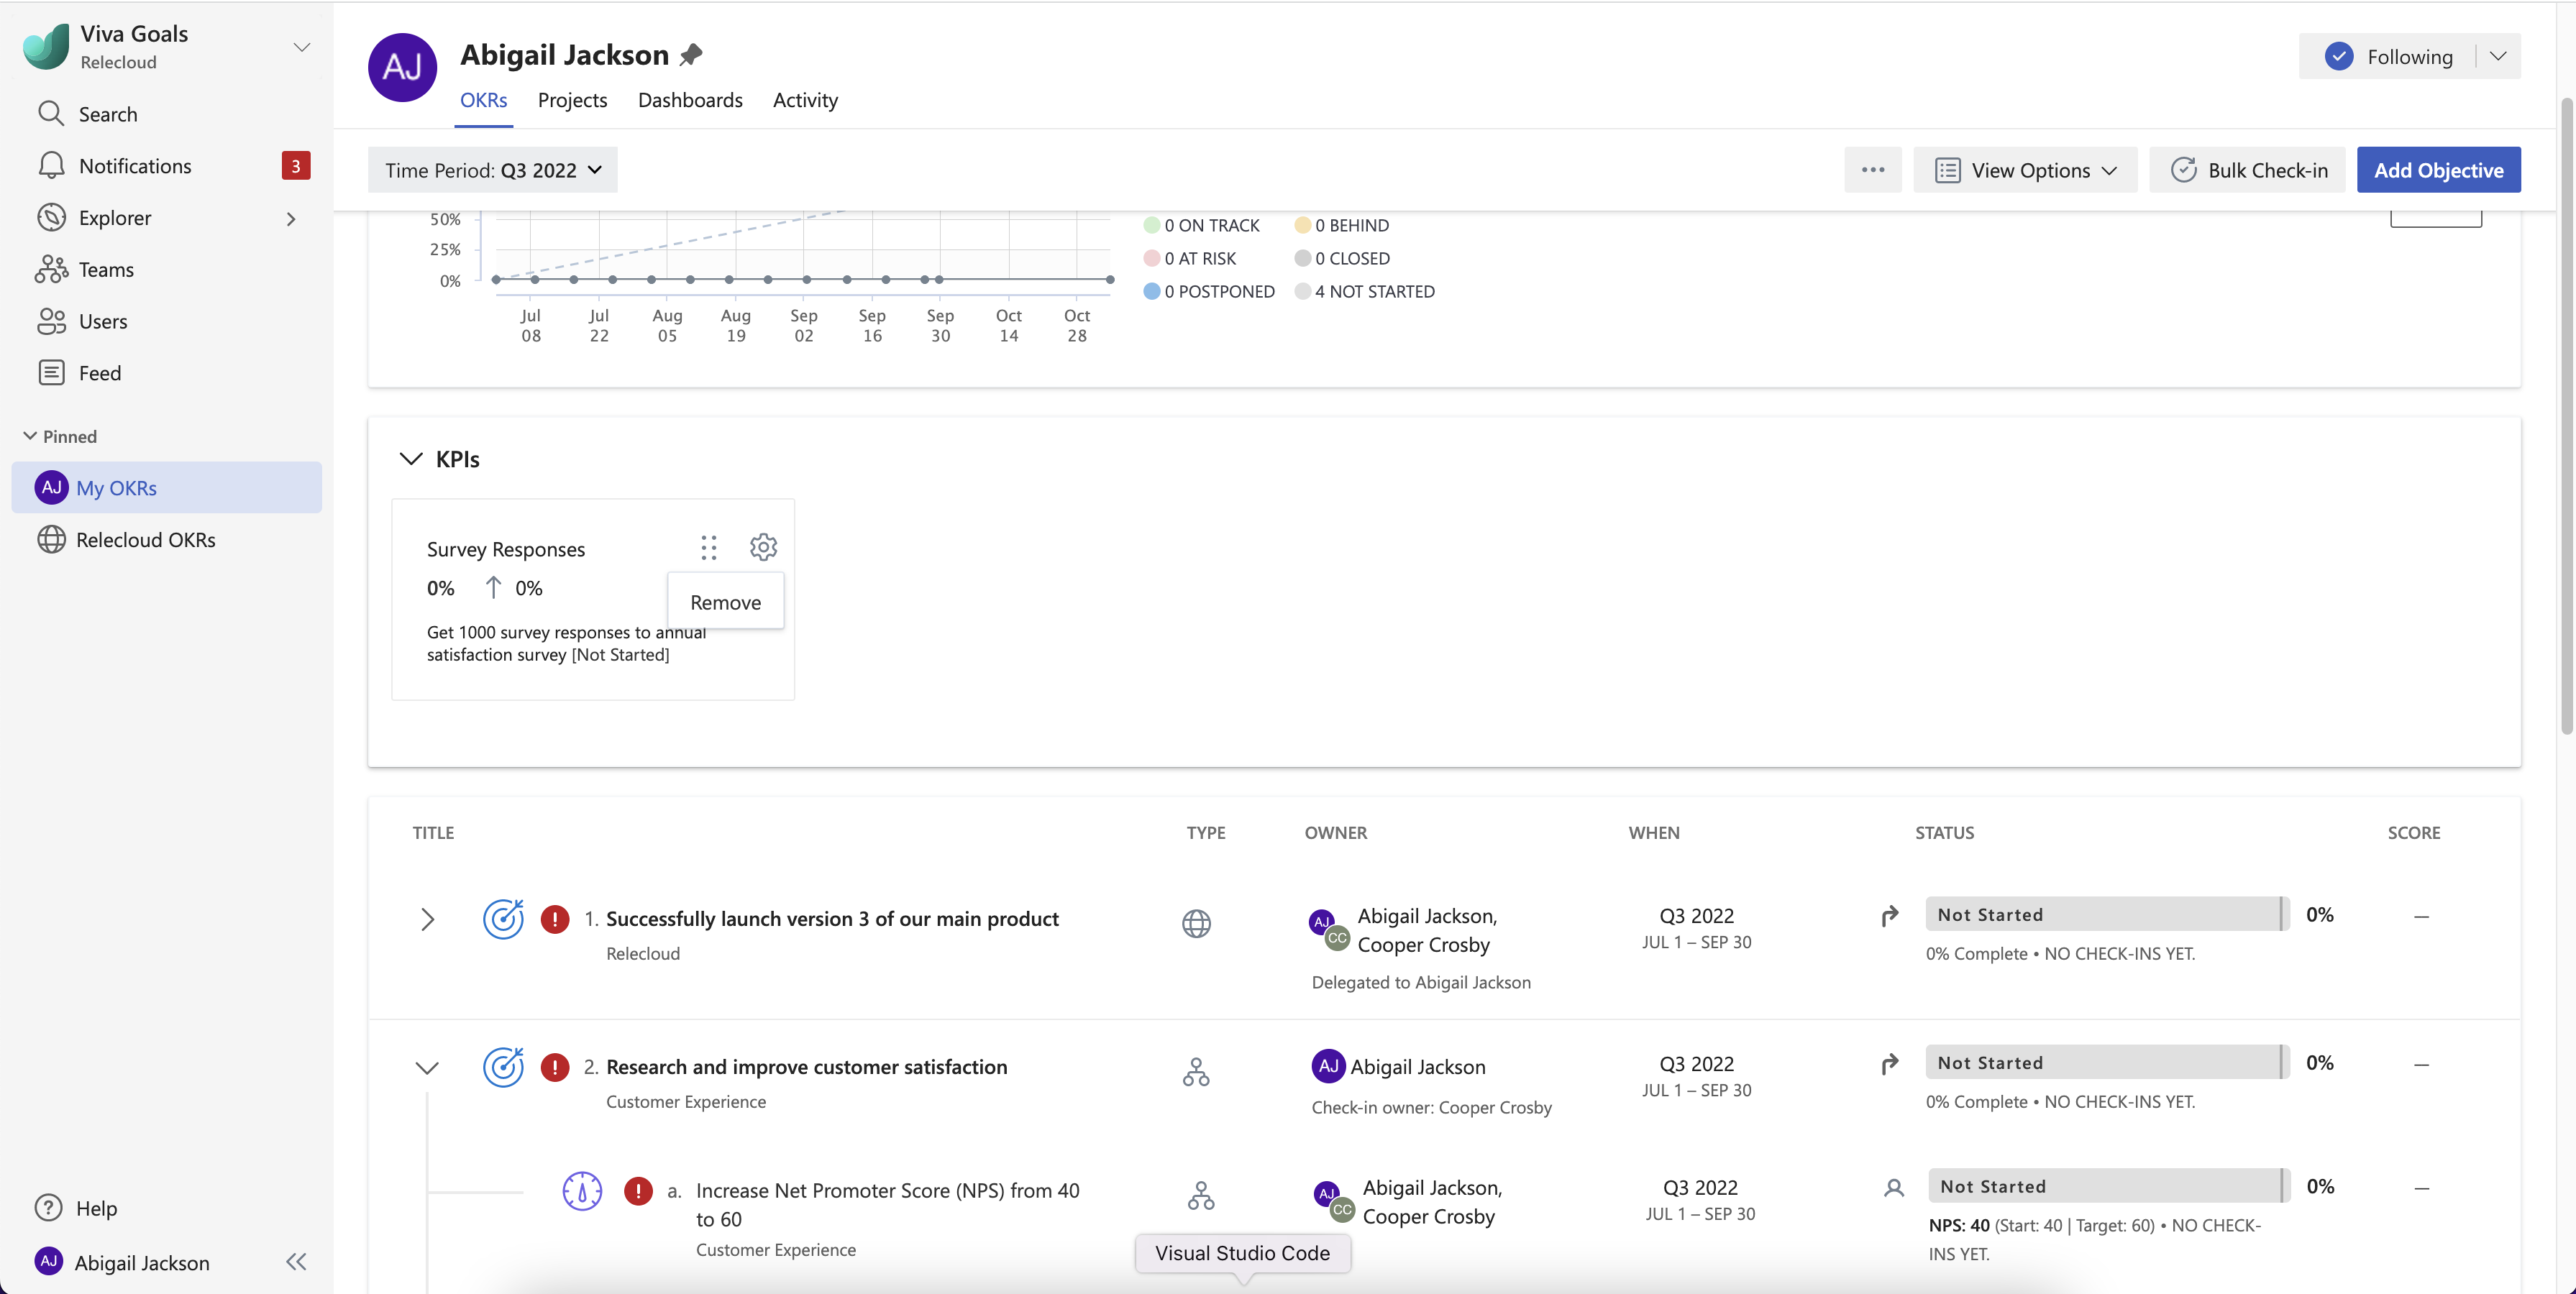 Viva Goals
Relecloud
Search
Notifications 3
Explorer
Teams
Users
Feed
Pinned
AJ My OKRs
Relecloud OKRs
Help
AJ Abigail Jackson
AJ Abigail Jackson
Following
OKRs Projects Dashboards Activity
Time Period: Q3 2022
... View Options Bulk Check-in Add Objective
50%
25%
0%
Jul 08 Jul 22 Aug 05 Aug 19 Sep 02 Sep 16 Sep 30 Oct 14 Oct 28
0 ON TRACK 0 BEHIND
0 AT RISK 0 CLOSED
0 POSTPONED 4 NOT STARTED
KPIs
Survey Responses
0% ↑ 0%
Remove
Get 1000 survey responses to annual
satisfaction survey [Not Started]
TITLE TYPE OWNER WHEN STATUS SCORE
! 1. Successfully launch version 3 of our main product
Relecloud
AJ CC Abigail Jackson,
Cooper Crosby
Delegated to Abigail Jackson
Q3 2022
JUL 1 – SEP 30
Not Started 0% —
0% Complete • NO CHECK-INS YET.
! 2. Research and improve customer satisfaction
Customer Experience
AJ Abigail Jackson
Check-in owner: Cooper Crosby
Q3 2022
JUL 1 – SEP 30
Not Started 0% —
0% Complete • NO CHECK-INS YET.
! a. Increase Net Promoter Score (NPS) from 40
to 60
Customer Experience
AJ CC Abigail Jackson,
Cooper Crosby
Q3 2022
JUL 1 – SEP 30
Not Started 0% —
NPS: 40 (Start: 40 | Target: 60) • NO CHECK-
INS YET.
Visual Studio Code